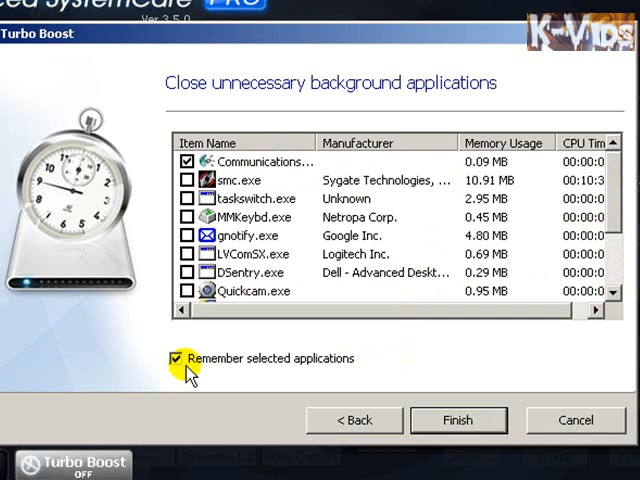 ced SystemCare PRO
Ver 3.5.0
K-Vids
Turbo Boost
Close unnecessary background applications
Item Name Manufacturer Memory Usage CPU Tim
Communications... 0.09 MB 00:00:0
smc.exe Sygate Technologies, ... 10.91 MB 00:10:3
taskswitch.exe Unknown 2.95 MB 00:00:0
MMKeybd.exe Netropa Corp. 0.45 MB 00:00:0
gnotify.exe Google Inc. 4.80 MB 00:00:0
LVComSX.exe Logitech Inc. 0.69 MB 00:00:0
DSentry.exe Dell - Advanced Deskt... 0.29 MB 00:00:0
Quickcam.exe 0.95 MB 00:00:0
Remember selected applications
< Back Finish Cancel
Turbo Boost
OFF